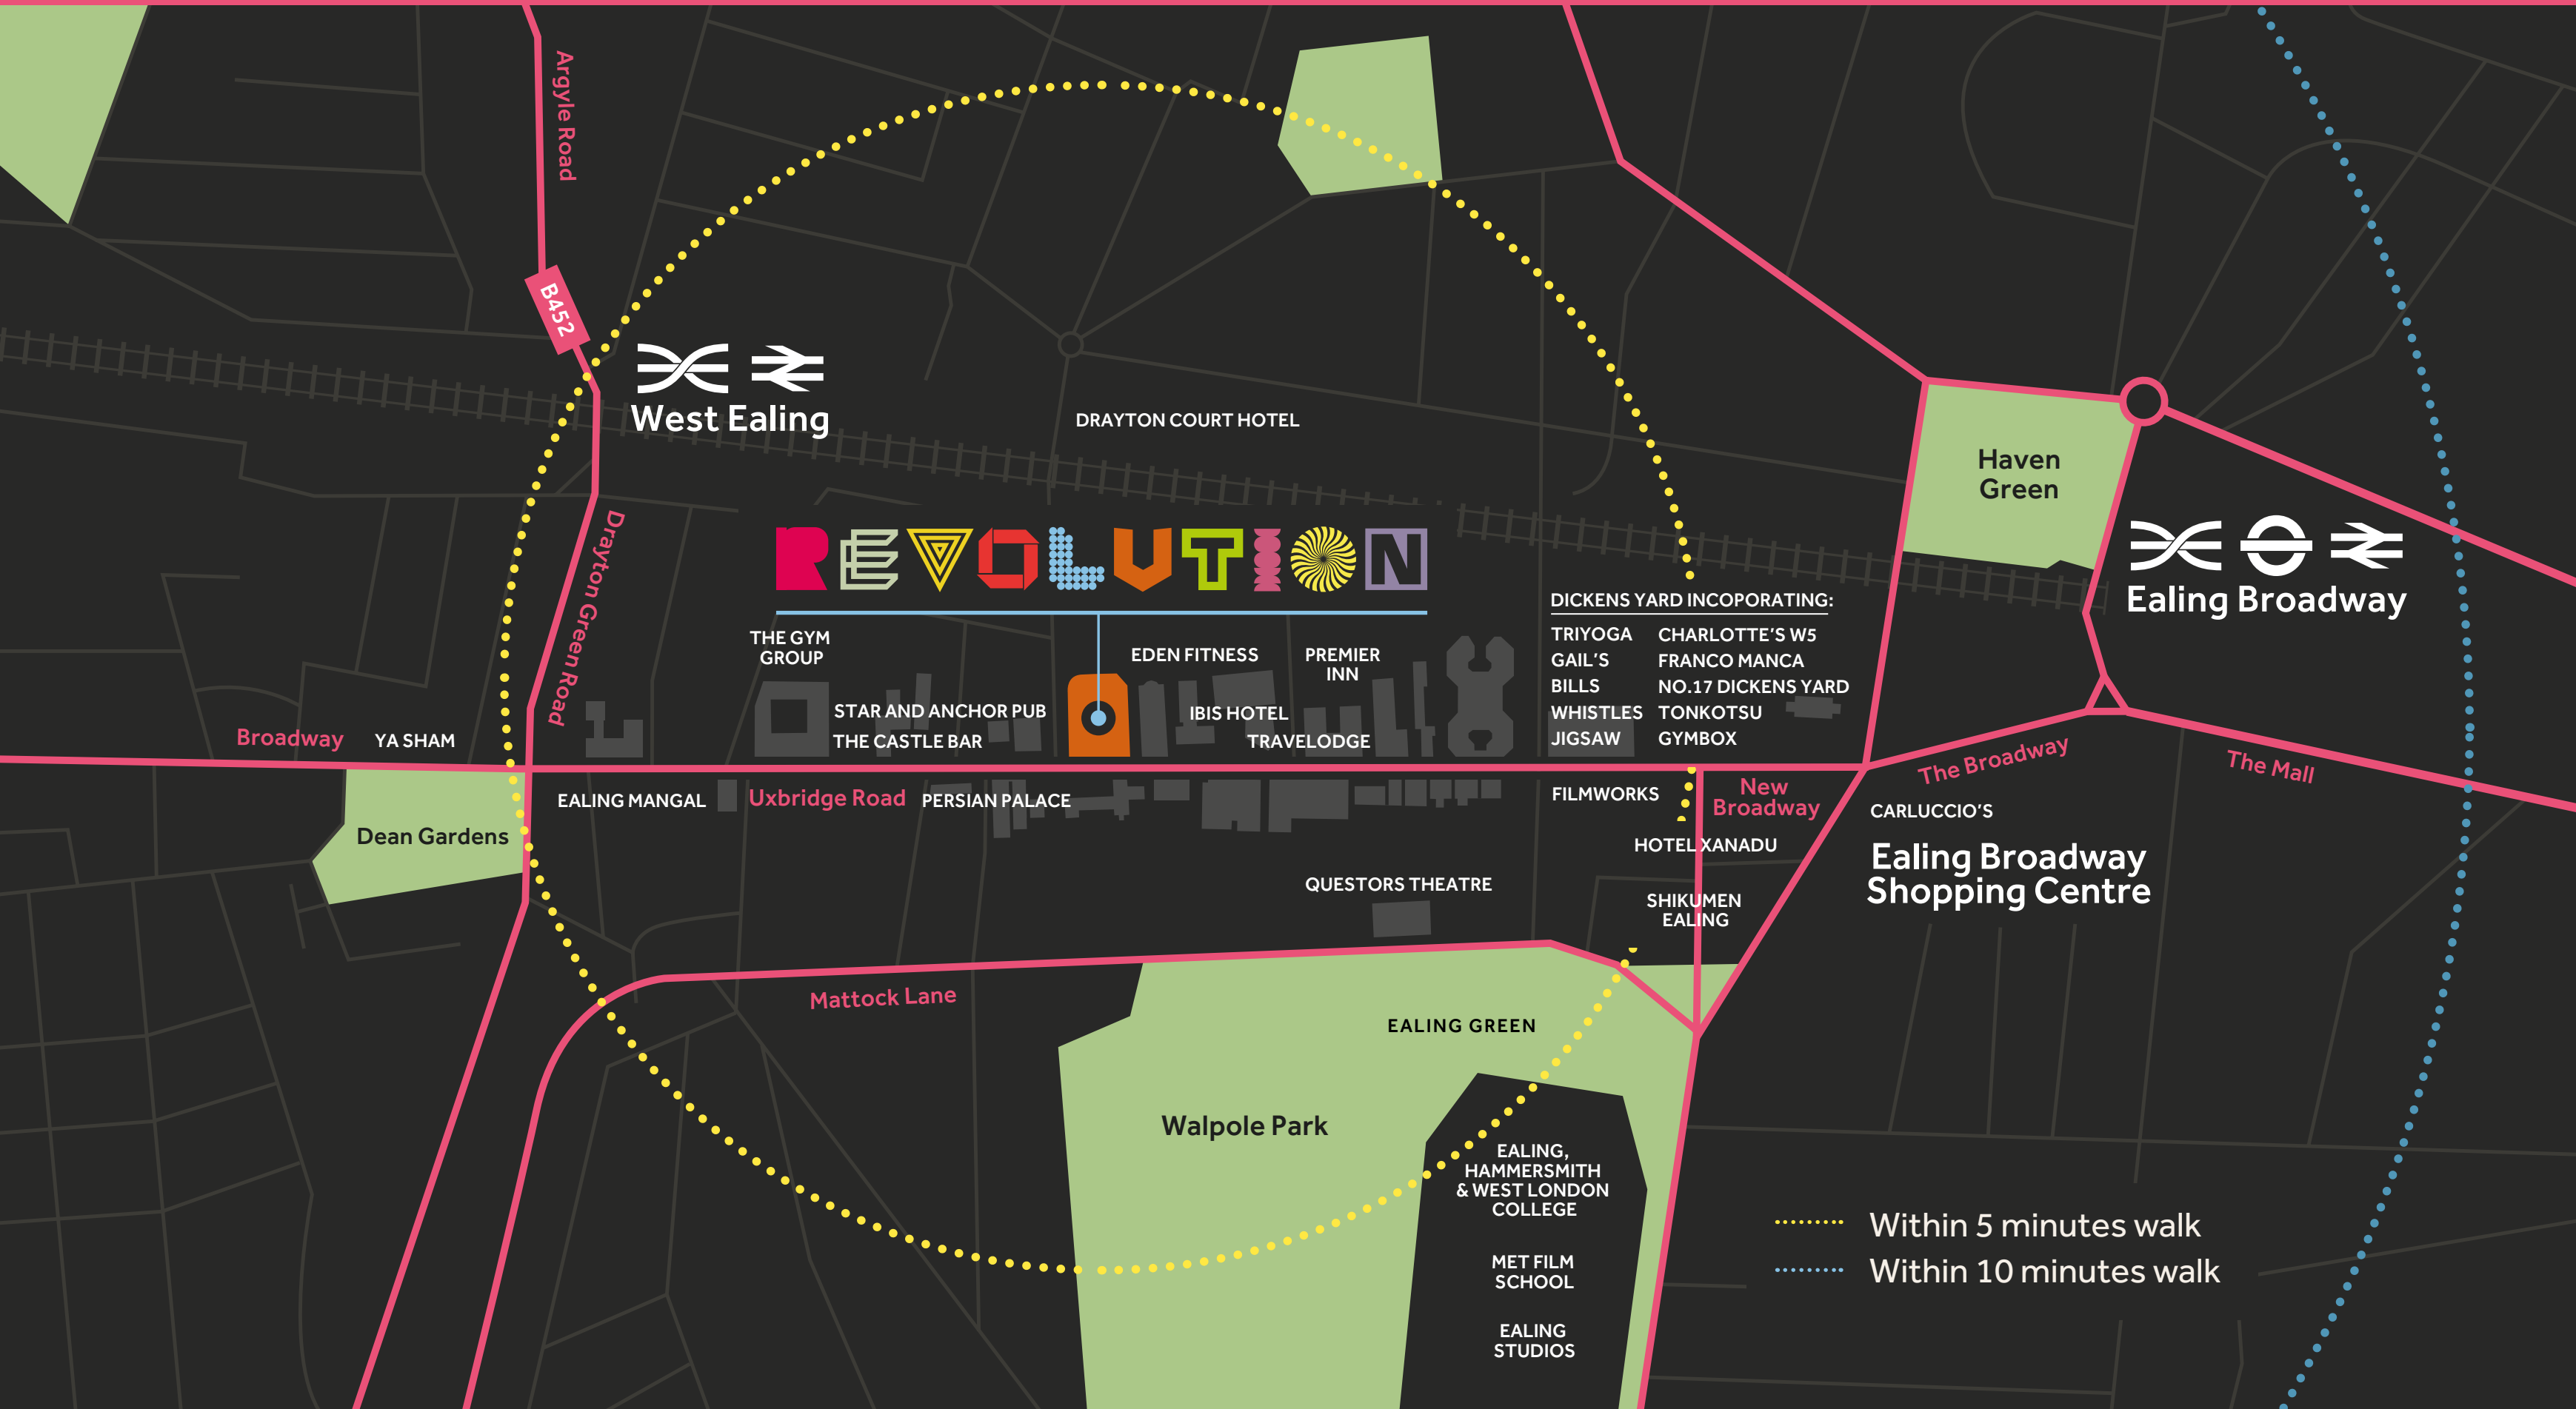 Argyle Road
B452
West Ealing
DRAYTON COURT HOTEL
Haven
Green
Ealing Broadway
Drayton Green Road
REVOLUTION
DICKENS YARD INCOPORATING:
TRIYOGA
GAIL'S
BILLS
WHISTLES
JIGSAW
CHARLOTTE'S W5
FRANCO MANCA
NO.17 DICKENS YARD
TONKOTSU
GYMBOX
THE GYM
GROUP
EDEN FITNESS
PREMIER
INN
STAR AND ANCHOR PUB
THE CASTLE BAR
IBIS HOTEL
TRAVELODGE
Broadway
YA SHAM
The Broadway
The Mall
Dean Gardens
EALING MANGAL
Uxbridge Road
PERSIAN PALACE
FILMWORKS
New
Broadway
CARLUCCIO'S
HOTEL XANADU
Ealing Broadway
Shopping Centre
QUESTORS THEATRE
SHIKUMEN
EALING
Mattock Lane
EALING GREEN
Walpole Park
EALING,
HAMMERSMITH
& WEST LONDON
COLLEGE
MET FILM
SCHOOL
EALING
STUDIOS
Within 5 minutes walk
Within 10 minutes walk